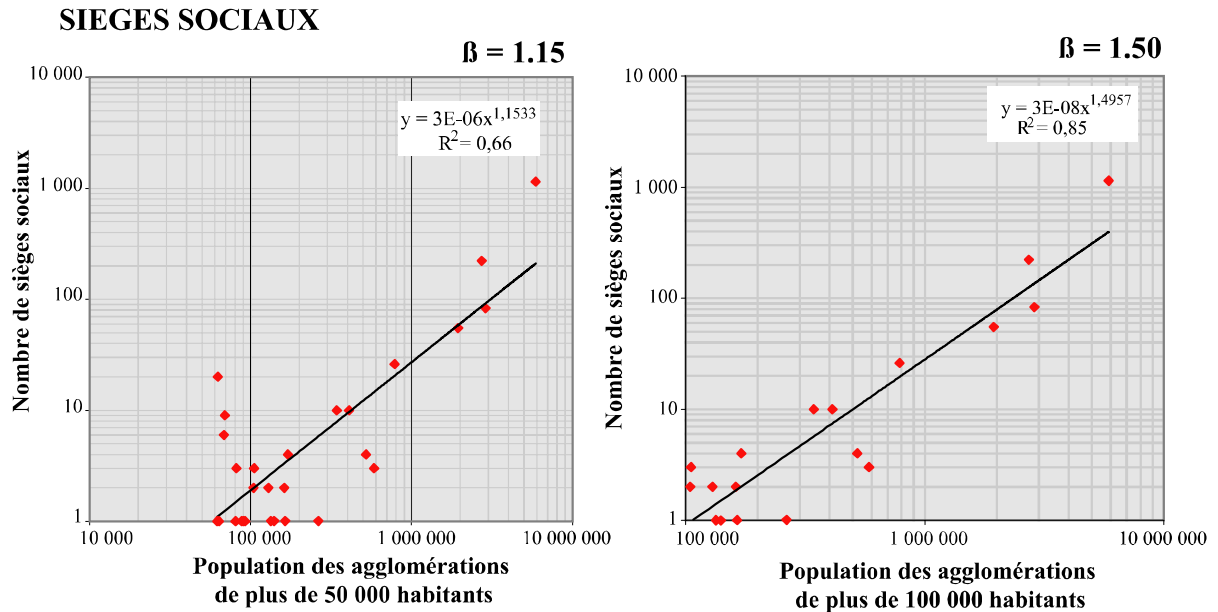 SIEGES SOCIAUX
ß = 1.15
10 000
1 000
100
10
1
y = 3E-06x^1,1533
R² = 0,66
Nombre de sièges sociaux
10 000
100 000
1 000 000
10 000 000
Population des agglomérations
de plus de 50 000 habitants
ß = 1.50
10 000
1 000
100
10
1
y = 3E-08x^1,4957
R² = 0,85
Nombre de sièges sociaux
100 000
1 000 000
10 000 000
Population des agglomérations
de plus de 100 000 habitants